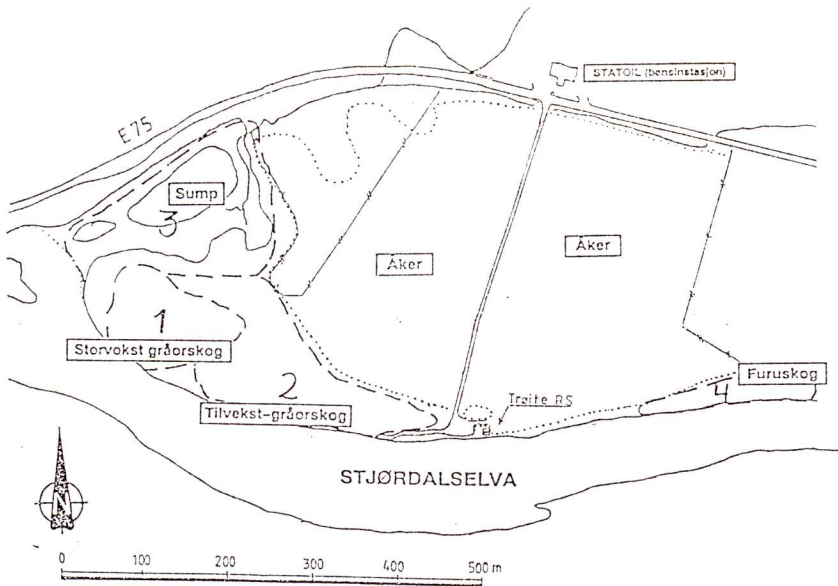 STATOIL (bensinstasjon)
E75
Sump
3
Åker
Åker
1
Storvokst gråorskog
2
Tilvekst-gråorskog
Furuskog
4
Trøite RS
STJØRDALSELVA
N
0 100 200 300 400 500 m